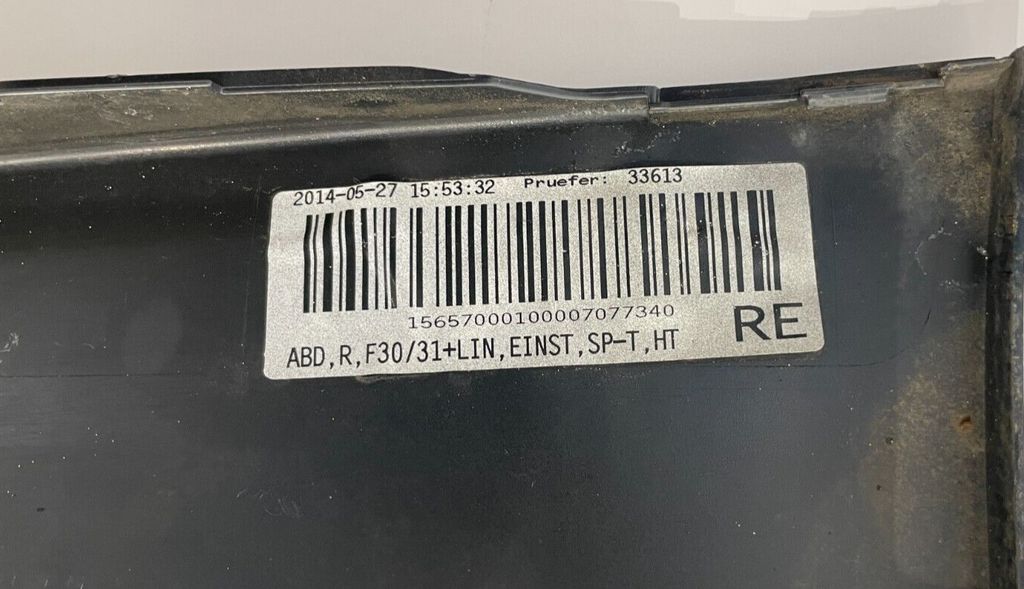 2014-05-27 15:53:32 Pruefer: 33613
15657000100007077340
RE
ABD,R,F30/31+LIN,EINST,SP-T,HT